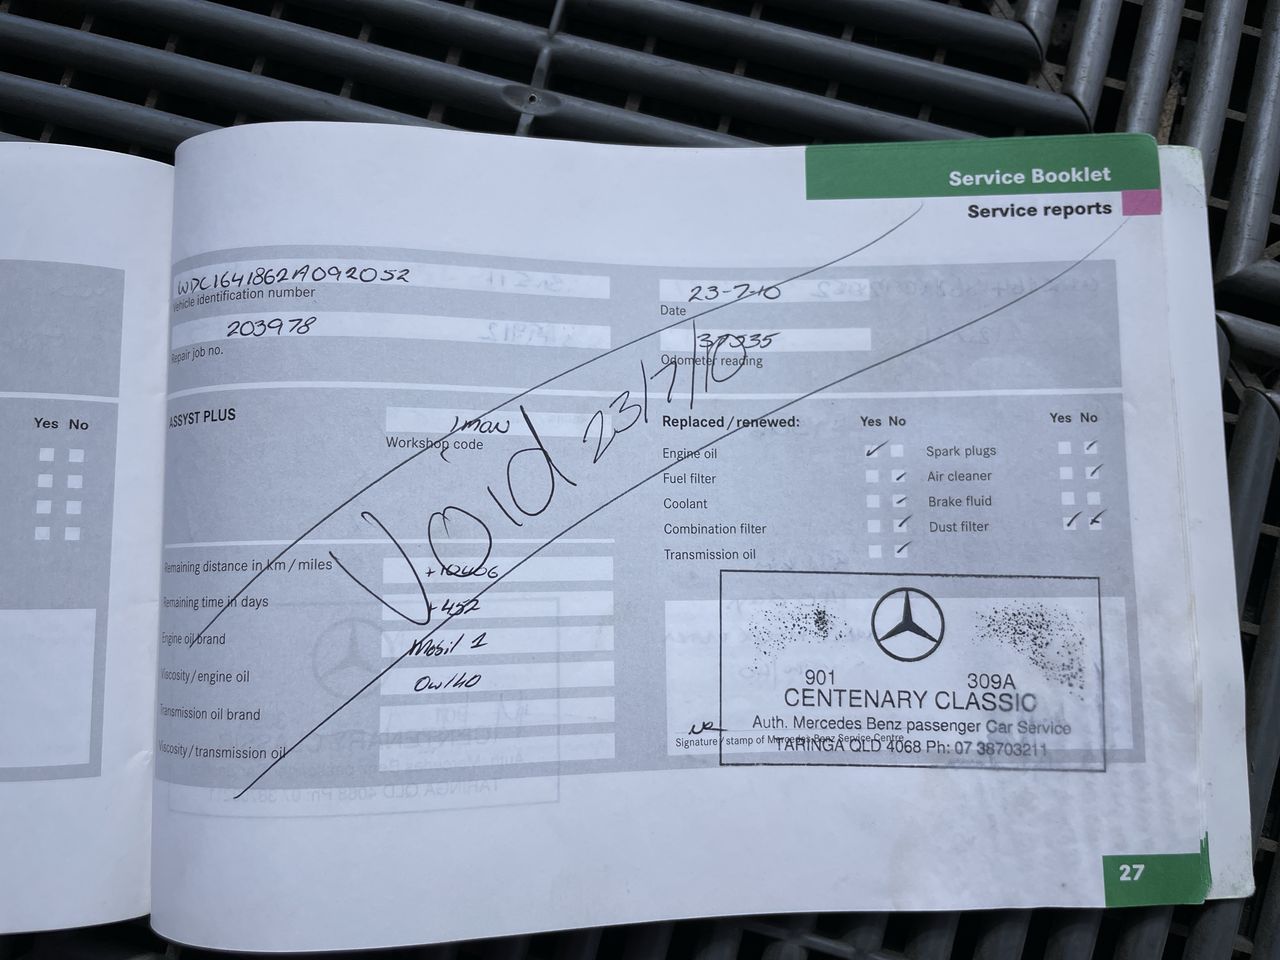 Service Booklet
Service reports
WDC1641862A092052
Vehicle identification number
203978
Repair job no.
23-7-10
Date
Odometer reading
Yes No
ASSYST PLUS
Workshop code
Void 23/7/10
Replaced / renewed:
Yes No
Yes No
Engine oil
Fuel filter
Coolant
Combination filter
Transmission oil
Spark plugs
Air cleaner
Brake fluid
Dust filter
Remaining distance in km / miles
Remaining time in days
+452
Engine oil brand
Mobil 1
Viscosity / engine oil
0w/40
Transmission oil brand
Viscosity / transmission oil
901 309A
CENTENARY CLASSIC
Auth. Mercedes Benz passenger Car Service
Signature / stamp of Mercedes-Benz Service Centre
TARINGA QLD 4068 Ph: 07 38703211
27